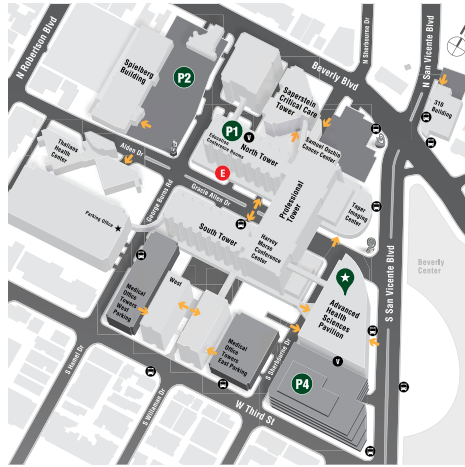 N Robertson Blvd
Spielberg
Building
P2
Beverly Blvd
N Sherbourne Dr
N San Vicente Blvd
318
Building
Saperstein
Critical Care
Tower
P1
V
Education
Conference Rooms
North Tower
Samuel Oschin
Cancer Center
E
Thalians
Health
Center
Alden Dr
Gracie Allen Dr
George Burns Rd
Parking Office
Professional
Tower
Taper
Imaging
Center
South Tower
Harvey
Morse
Conference
Center
S San Vicente Blvd
Beverly
Center
Medical
Office
Towers
West
Parking
West
Advanced
Health
Sciences
Pavilion
Medical
Office
Towers
East Parking
S Sherbourne Dr
V
P4
S Hamel Dr
S Willaman Dr
W Third St